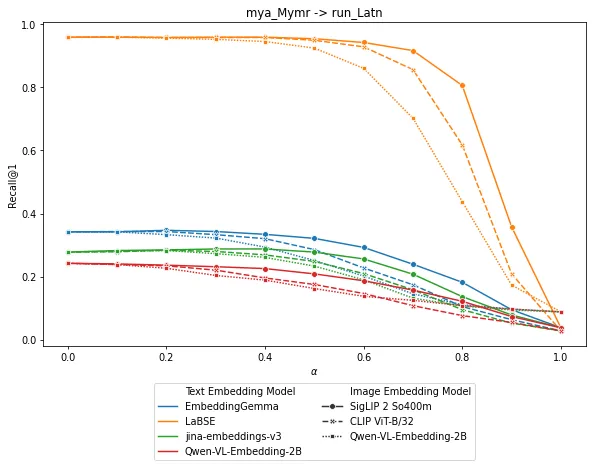 mya_Mymr -> run_Latn
Recall@1
1.0
0.8
0.6
0.4
0.2
0.0
0.0 0.2 0.4 0.6 0.8 1.0
α
Text Embedding Model Image Embedding Model
EmbeddingGemma SigLIP 2 So400m
LaBSE CLIP ViT-B/32
jina-embeddings-v3 Qwen-VL-Embedding-2B
Qwen-VL-Embedding-2B